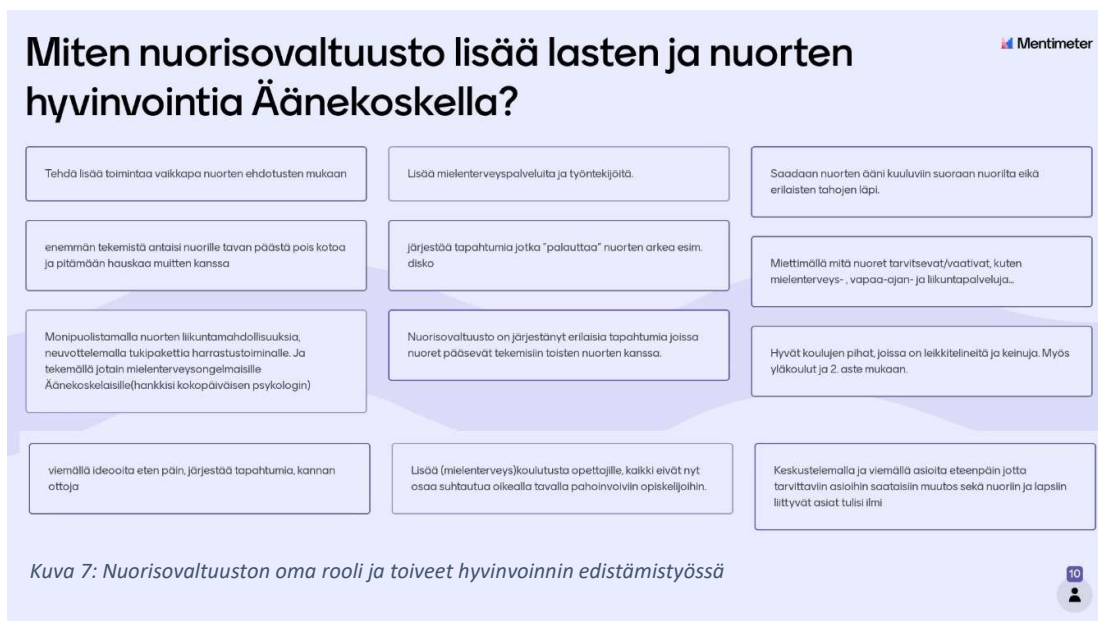 Miten nuorisovaltuusto lisää lasten ja nuorten
hyvinvointia Äänekoskella?
Mentimeter
Tehdä lisää toimintaa vaikkapa nuorten ehdotusten mukaan
Lisää mielenterveyspalveluita ja työntekijöitä.
Saadaan nuorten ääni kuuluviin suoraan nuorilta eikä
erilaisten tahojen läpi.
enemmän tekemistä antaisi nuorille tavan päästä pois kotoa
ja pitämään hauskaa muitten kanssa
järjestää tapahtumia jotka "palauttaa" nuorten arkea esim.
disko
Miettimällä mitä nuoret tarvitsevat/vaativat, kuten
mielenterveys- , vapaa-ajan- ja liikuntapalveluja...
Monipuolistamalla nuorten liikuntamahdollisuuksia,
neuvottelemalla tukipakettia harrastustoiminalle. Ja
tekemällä jotain mielenterveysongelmaisille
Äänekoskelaisille(hankkisi kokopäiväisen psykologin)
Nuorisovaltuusto on järjestänyt erilaisia tapahtumia joissa
nuoret pääsevät tekemisiin toisten nuorten kanssa.
Hyvät koulujen pihat, joissa on leikkitelineitä ja keinuja. Myös
yläkoulut ja 2. aste mukaan.
viemällä ideooita eten päin, järjestää tapahtumia, kannan
ottoja
Lisää (mielenterveys)koulutusta opettajille, kaikki eivät nyt
osaa suhtautua oikealla tavalla pahoinvoiviin opiskelijoihin.
Keskustelemalla ja viemällä asioita eteenpäin jotta
tarvittaviin asioihin saataisiin muutos sekä nuoriin ja lapsiin
liittyvät asiat tulisi ilmi
Kuva 7: Nuorisovaltuuston oma rooli ja toiveet hyvinvoinnin edistämistyössä
10